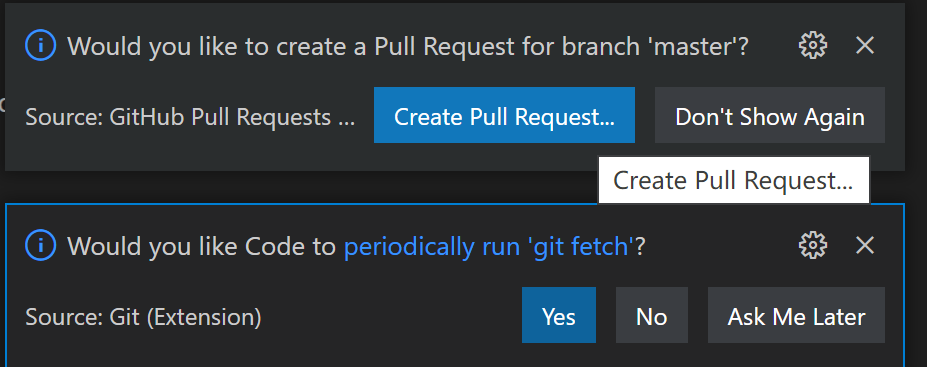 Would you like to create a Pull Request for branch 'master'?
Source: GitHub Pull Requests ... Create Pull Request... Don't Show Again
Create Pull Request...
Would you like Code to periodically run 'git fetch'?
Source: Git (Extension) Yes No Ask Me Later